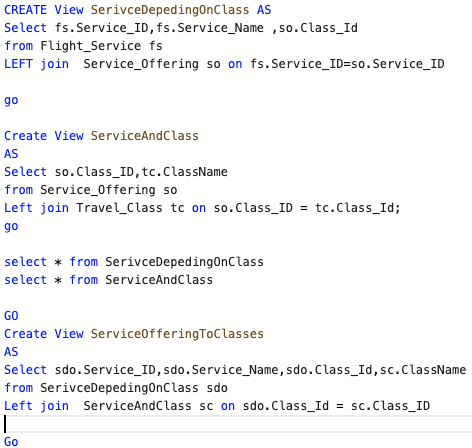 CREATE View SerivceDepedingOnClass AS
Select fs.Service_ID,fs.Service_Name ,so.Class_Id
from Flight_Service fs
LEFT join  Service_Offering so on fs.Service_ID=so.Service_ID
go
Create View ServiceAndClass
AS
Select so.Class_ID,tc.ClassName
from Service_Offering so
Left join Travel_Class tc on so.Class_ID = tc.Class_Id;
go
select * from SerivceDepedingOnClass
select * from ServiceAndClass
GO
Create View ServiceOfferingToClasses
AS
Select sdo.Service_ID,sdo.Service_Name,sdo.Class_Id,sc.ClassName
from SerivceDepedingOnClass sdo
Left join  ServiceAndClass sc on sdo.Class_Id = sc.Class_ID
Go